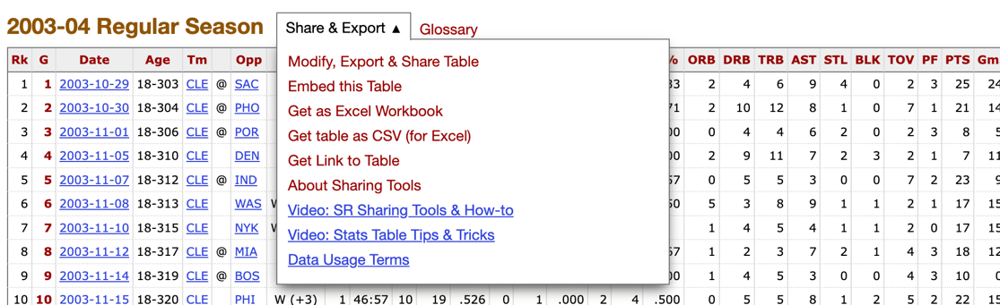 2003-04 Regular Season Share & Export ▲ Glossary
Rk G Date Age Tm Opp % ORB DRB TRB AST STL BLK TOV PF PTS Gm
Modify, Export & Share Table
1 1 2003-10-29 18-303 CLE @ SAC 33 2 4 6 9 4 0 2 3 25 24
Embed this Table
2 2 2003-10-30 18-304 CLE @ PHO 71 2 10 12 8 1 0 7 1 21 14
Get as Excel Workbook
3 3 2003-11-01 18-306 CLE @ POR 00 0 4 4 6 2 0 2 3 8 5
Get table as CSV (for Excel)
4 4 2003-11-05 18-310 CLE DEN 00 2 9 11 7 2 3 2 1 7 11
Get Link to Table
5 5 2003-11-07 18-312 CLE @ IND 57 0 5 5 3 0 0 7 2 23 9
About Sharing Tools
6 6 2003-11-08 18-313 CLE WAS W 50 5 3 8 9 1 1 2 1 17 15
Video: SR Sharing Tools & How-to
7 7 2003-11-10 18-315 CLE NYK W 1 4 5 4 1 1 2 0 17 15
Video: Stats Table Tips & Tricks
8 8 2003-11-12 18-317 CLE @ MIA 67 1 2 3 7 2 1 4 3 18 12
Data Usage Terms
9 9 2003-11-14 18-319 CLE @ BOS 00 1 4 5 3 0 0 4 3 10 0
10 10 2003-11-15 18-320 CLE PHI W (+3) 1 46:57 10 19 .526 0 1 .000 2 4 .500 0 5 5 8 1 2 5 2 22 15